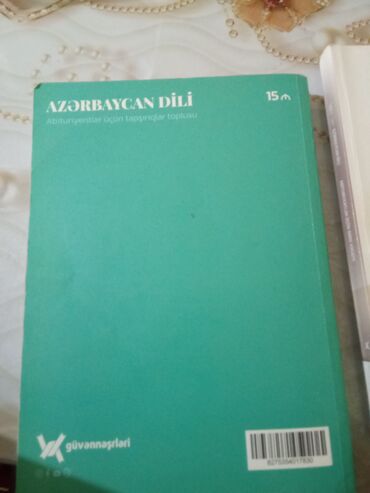 AZƏRBAYCAN DİLİ
15 ₼
Abituriyentlər üçün tapşırıqlar toplusu
güvənnəşrləri